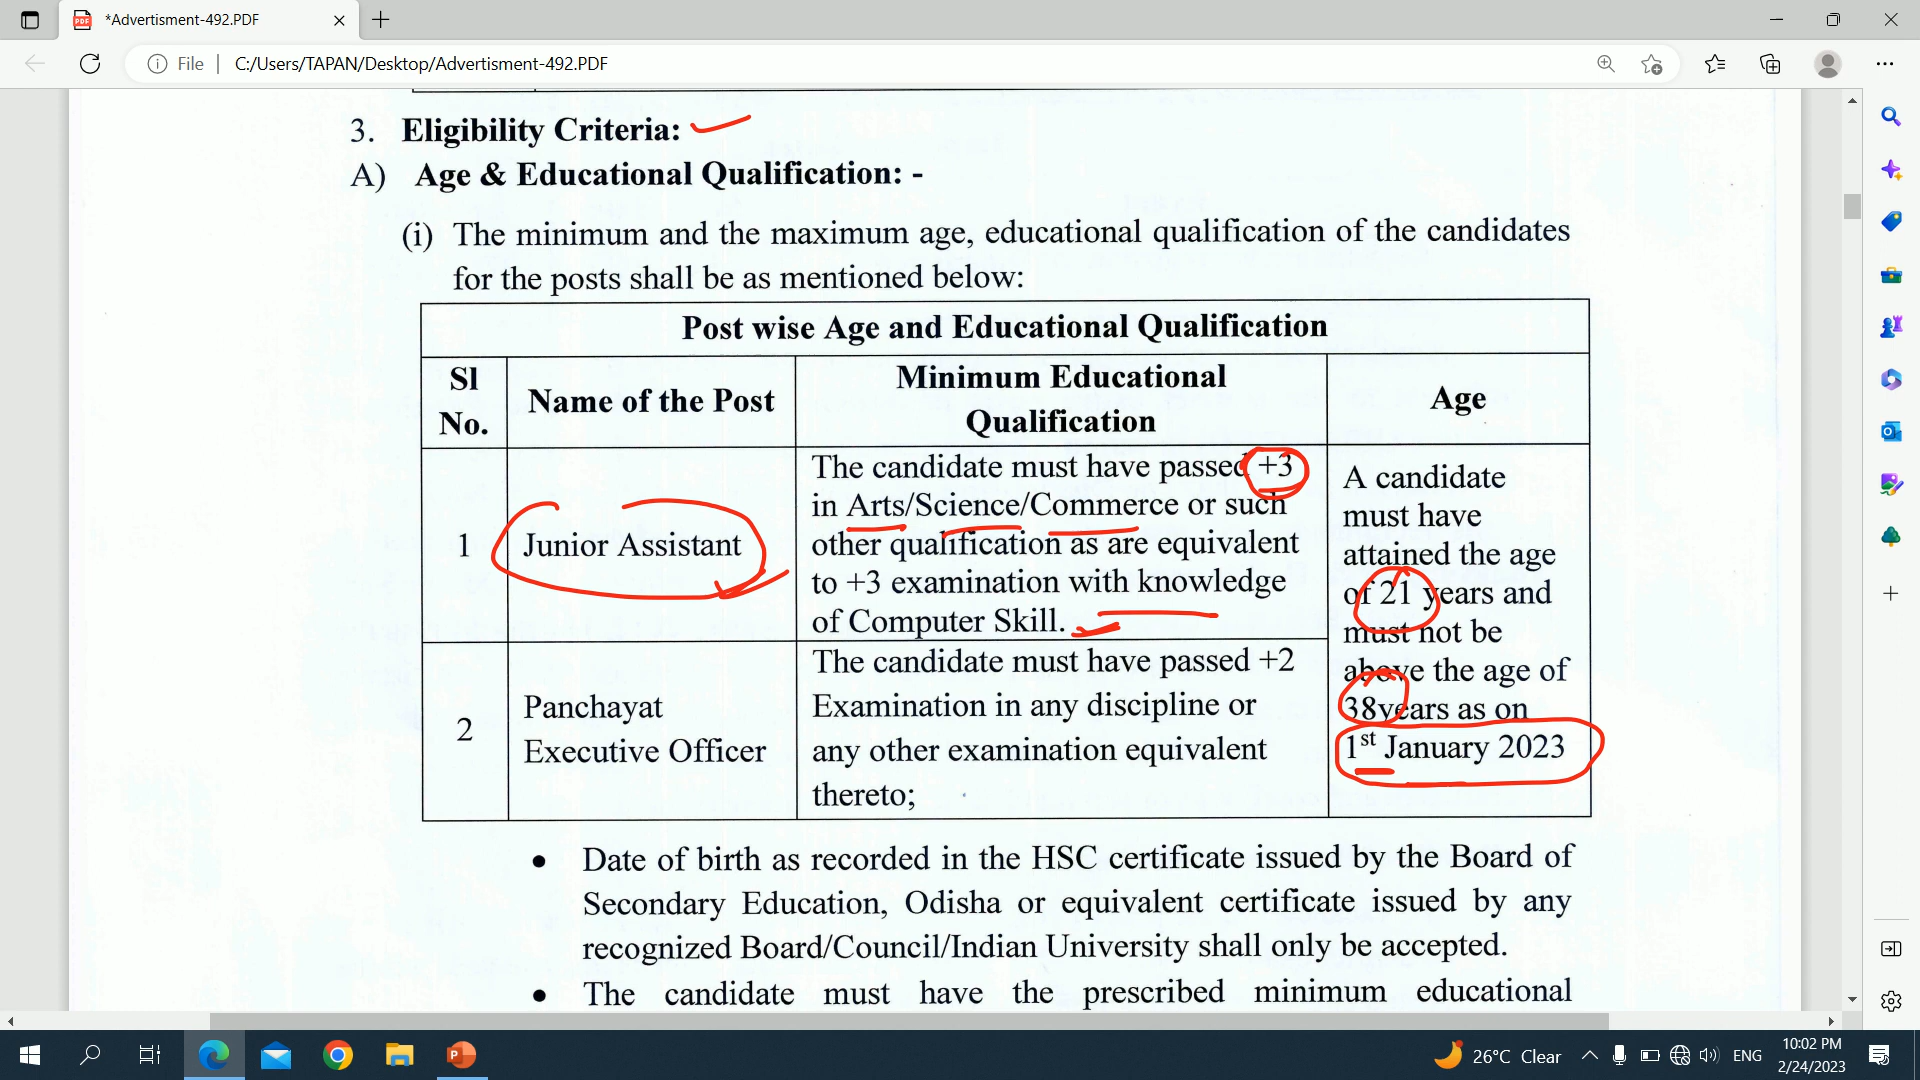 *Advertisment-492.PDF
File | C:/Users/TAPAN/Desktop/Advertisment-492.PDF
3. Eligibility Criteria:
A) Age & Educational Qualification: -
(i) The minimum and the maximum age, educational qualification of the candidates
for the posts shall be as mentioned below:
Post wise Age and Educational Qualification
Sl
No.
Name of the Post
Minimum Educational
Qualification
Age
1
Junior Assistant
The candidate must have passed +3
in Arts/Science/Commerce or such
other qualification as are equivalent
to +3 examination with knowledge
of Computer Skill.
A candidate
must have
attained the age
of 21 years and
must not be
above the age of
38years as on
1st January 2023
2
Panchayat
Executive Officer
The candidate must have passed +2
Examination in any discipline or
any other examination equivalent
thereto;
• Date of birth as recorded in the HSC certificate issued by the Board of
Secondary Education, Odisha or equivalent certificate issued by any
recognized Board/Council/Indian University shall only be accepted.
• The candidate must have the prescribed minimum educational
26°C Clear
ENG
10:02 PM
2/24/2023